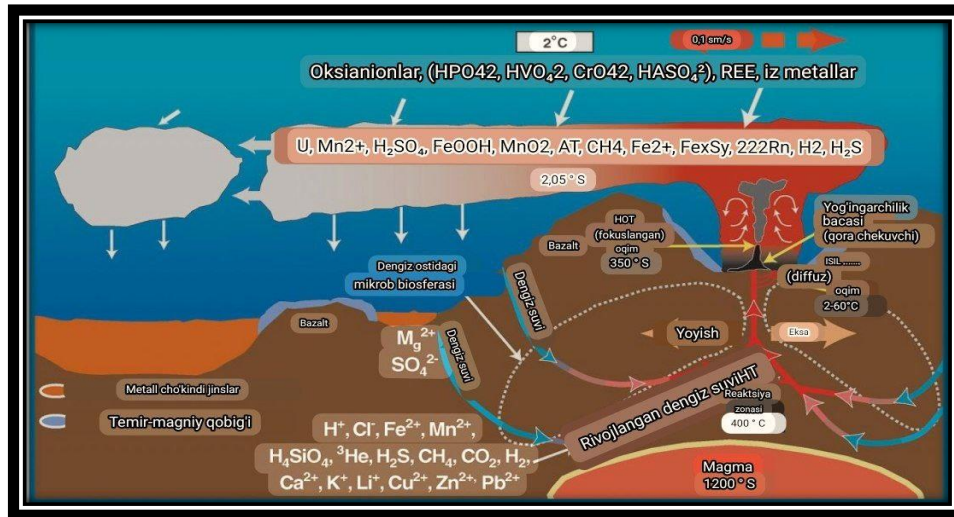 2°C
0,1 sm/s
Oksianionlar, (HPO42, HVO₄2, CrO42, HASO₄²), REE, iz metallar
U, Mn2+, H₂SO₄, FeOOH, MnO2, AT, CH4, Fe2+, FexSy, 222Rn, H2, H₂S
2,05 ° S
HOT
(fokuslangan)
oqim
350 ° S
Bazalt
Yog'ingarchilik
bacasi
(qora chekuvchi)
ISIL .......
(diffuz)
oqim
2-60°C
Dengiz ostidagi
mikrob biosferasi
Dengiz suvi
Bazalt
Mg²⁺
SO₄²⁻
Dengiz suvi
Yoyish
Eksa
Metall cho'kindi jinslar
Temir-magniy qobig'i
Rivojlangan dengiz suviHT
Reaktsiya
zonasi
400 ° C
H⁺, Cl⁻, Fe²⁺, Mn²⁺,
H₄SiO₄, ³He, H₂S, CH₄, CO₂, H₂,
Ca²⁺, K⁺, Li⁺, Cu²⁺, Zn²⁺, Pb²⁺
Magma
1200 ° S